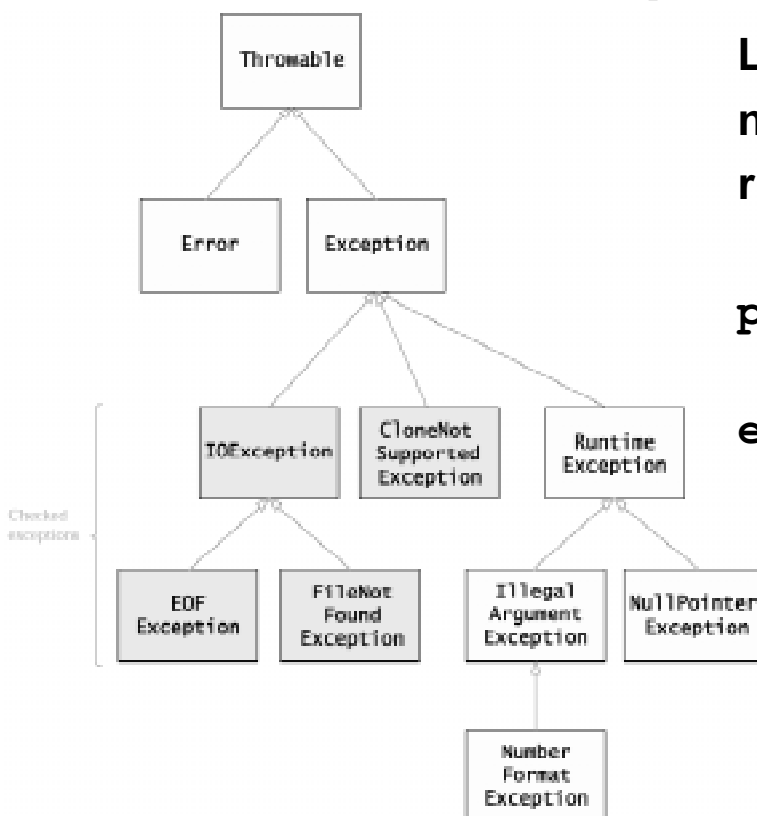 Throwable
Error
Exception
IOException
CloneNot
Supported
Exception
Runtime
Exception
Checked
exceptions
EOF
Exception
FileNot
Found
Exception
Illegal
Argument
Exception
NullPointer
Exception
Number
Format
Exception
L
r
p
e